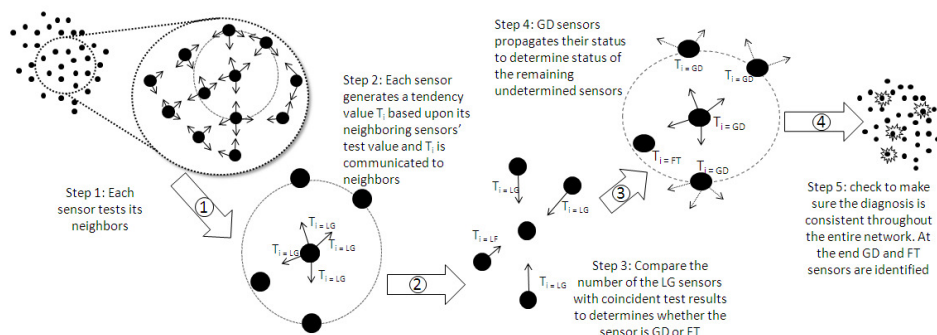 Step 1: Each
sensor tests its
neighbors
1
Step 2: Each sensor
generates a tendency
value Ti based upon its
neighboring sensors'
test value and Ti is
communicated to
neighbors
Ti = LG
Ti = LG
Ti = LG
Ti = LG
Ti = LG
2
Ti = LG
Ti = LG
Ti = LF
Ti = LG
Step 3: Compare the
number of the LG sensors
with coincident test results
to determines whether the
sensor is GD or FT
3
Step 4: GD sensors
propagates their status
to determine status of
the remaining
undetermined sensors
Ti = GD
Ti = GD
Ti = GD
Ti = FT
Ti = GD
4
Step 5: check to make
sure the diagnosis is
consistent throughout
the entire network. At
the end GD and FT
sensors are identified